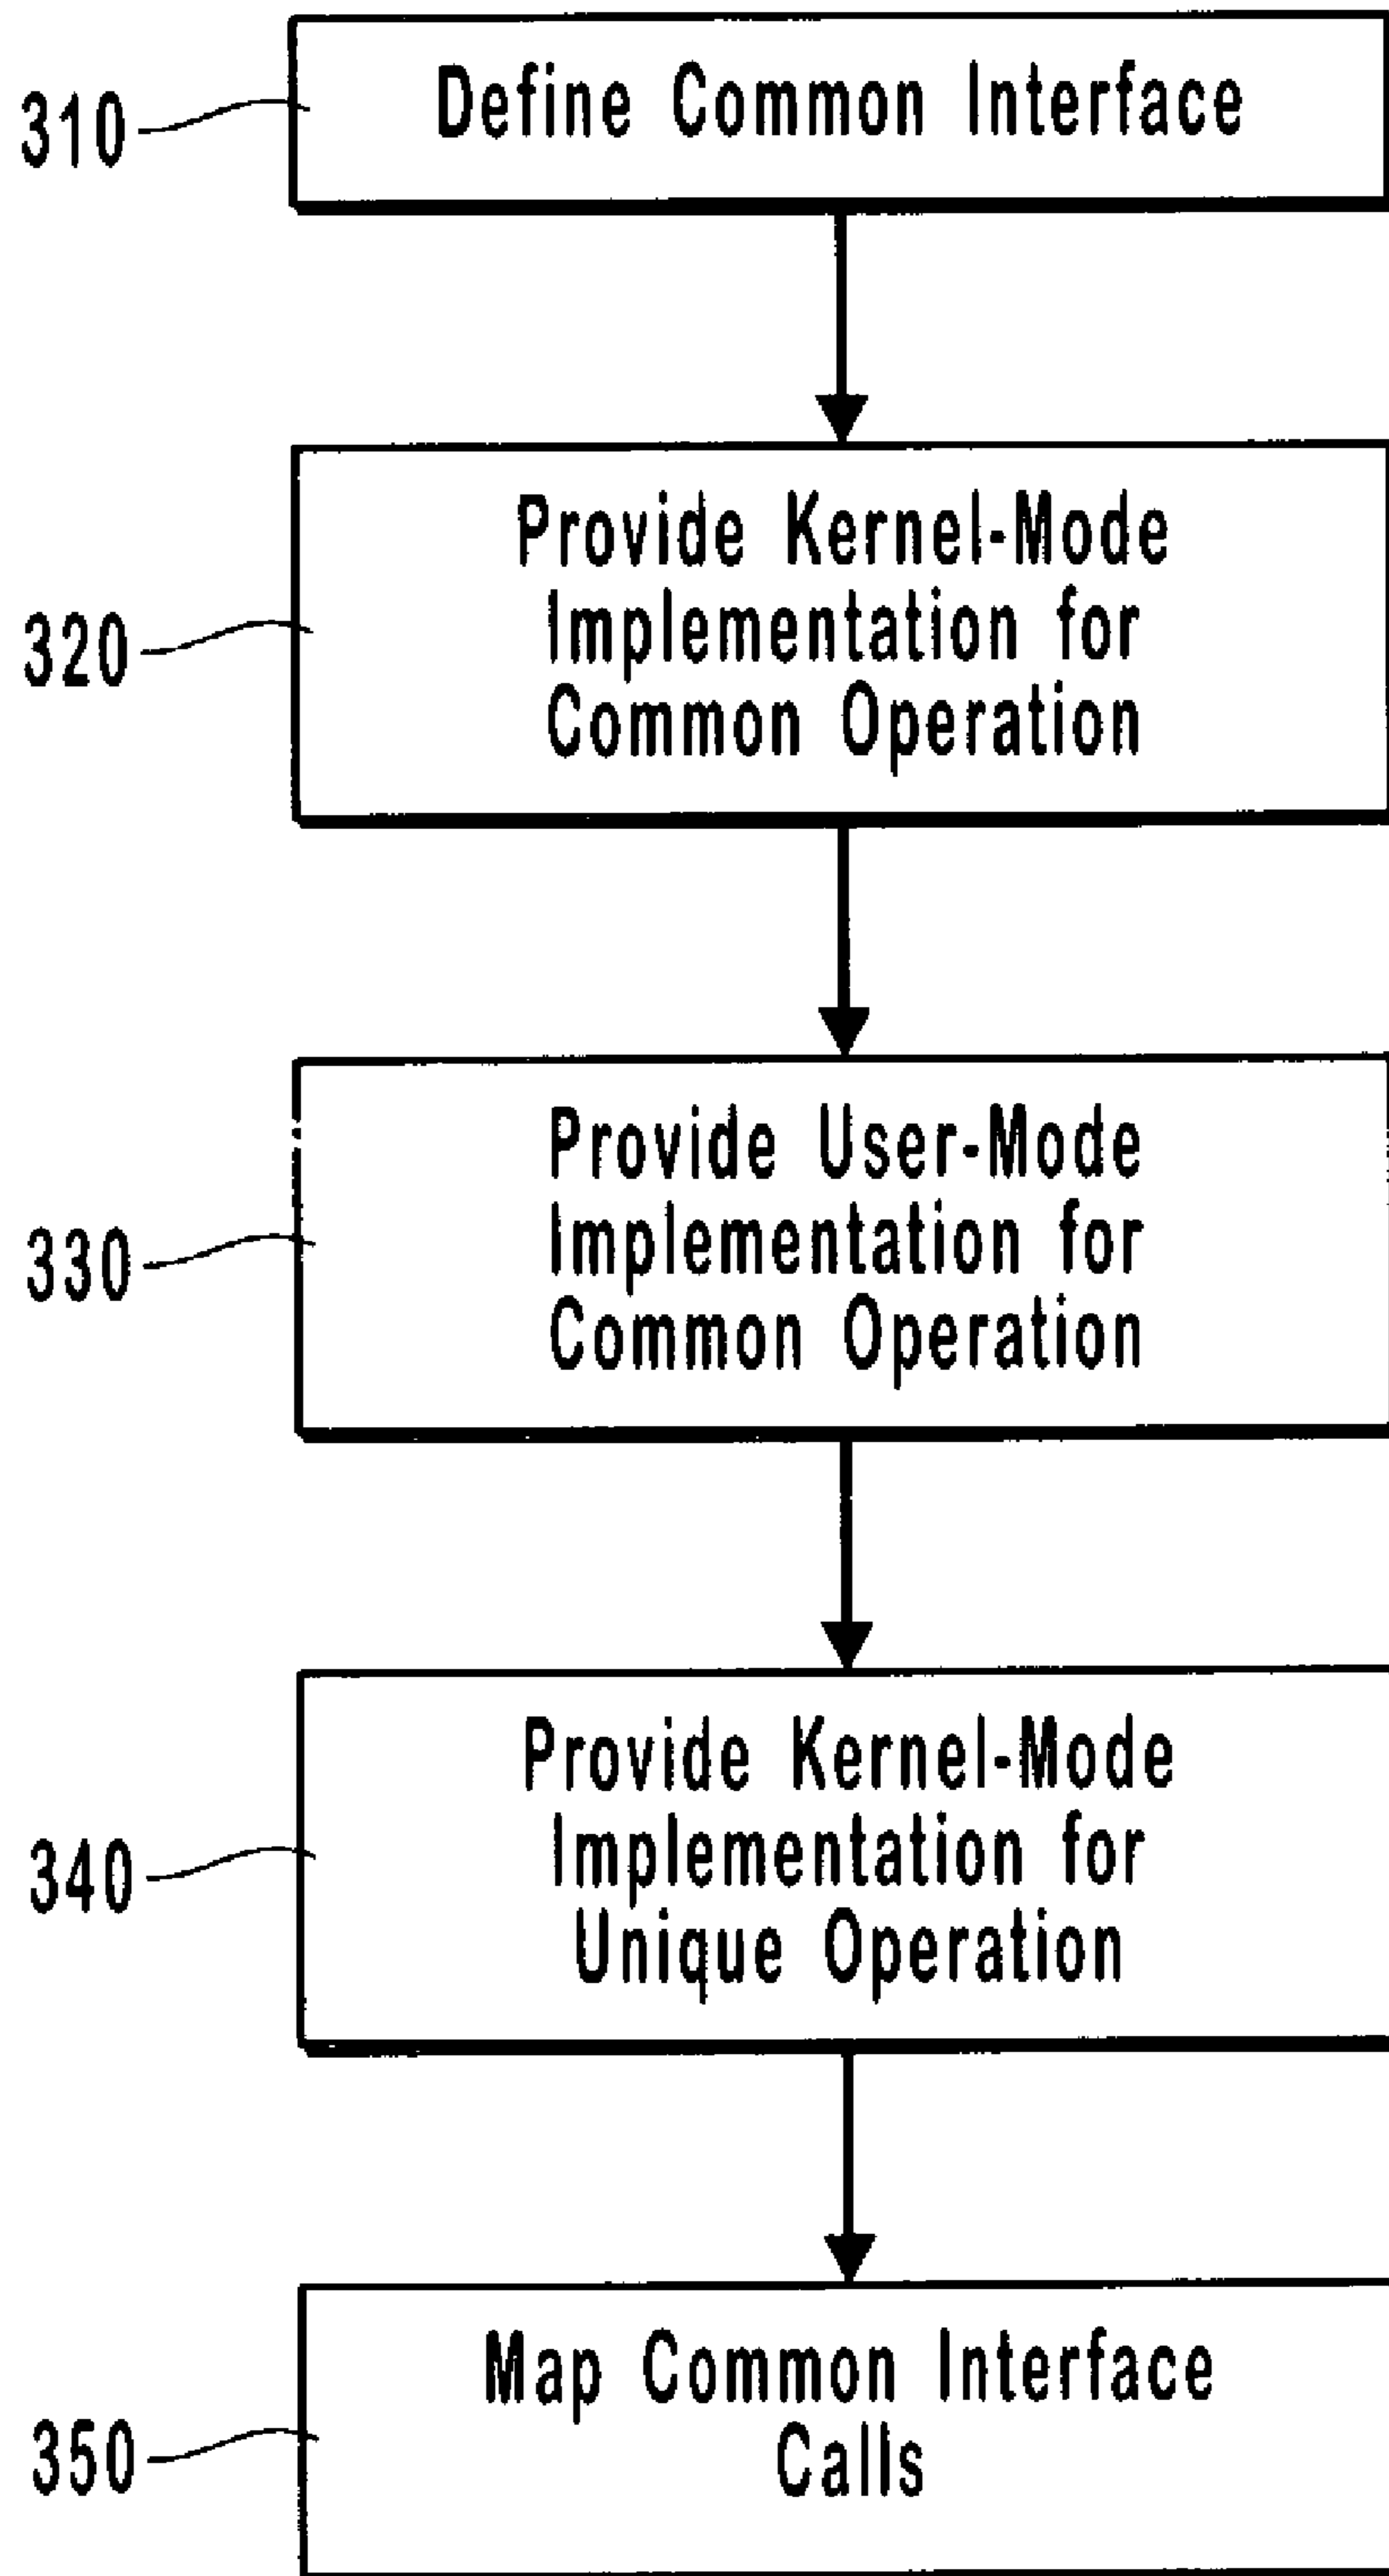 310
Define Common Interface
320
Provide Kernel-Mode
Implementation for
Common Operation
330
Provide User-Mode
Implementation for
Common Operation
340
Provide Kernel-Mode
Implementation for
Unique Operation
350
Map Common Interface
Calls